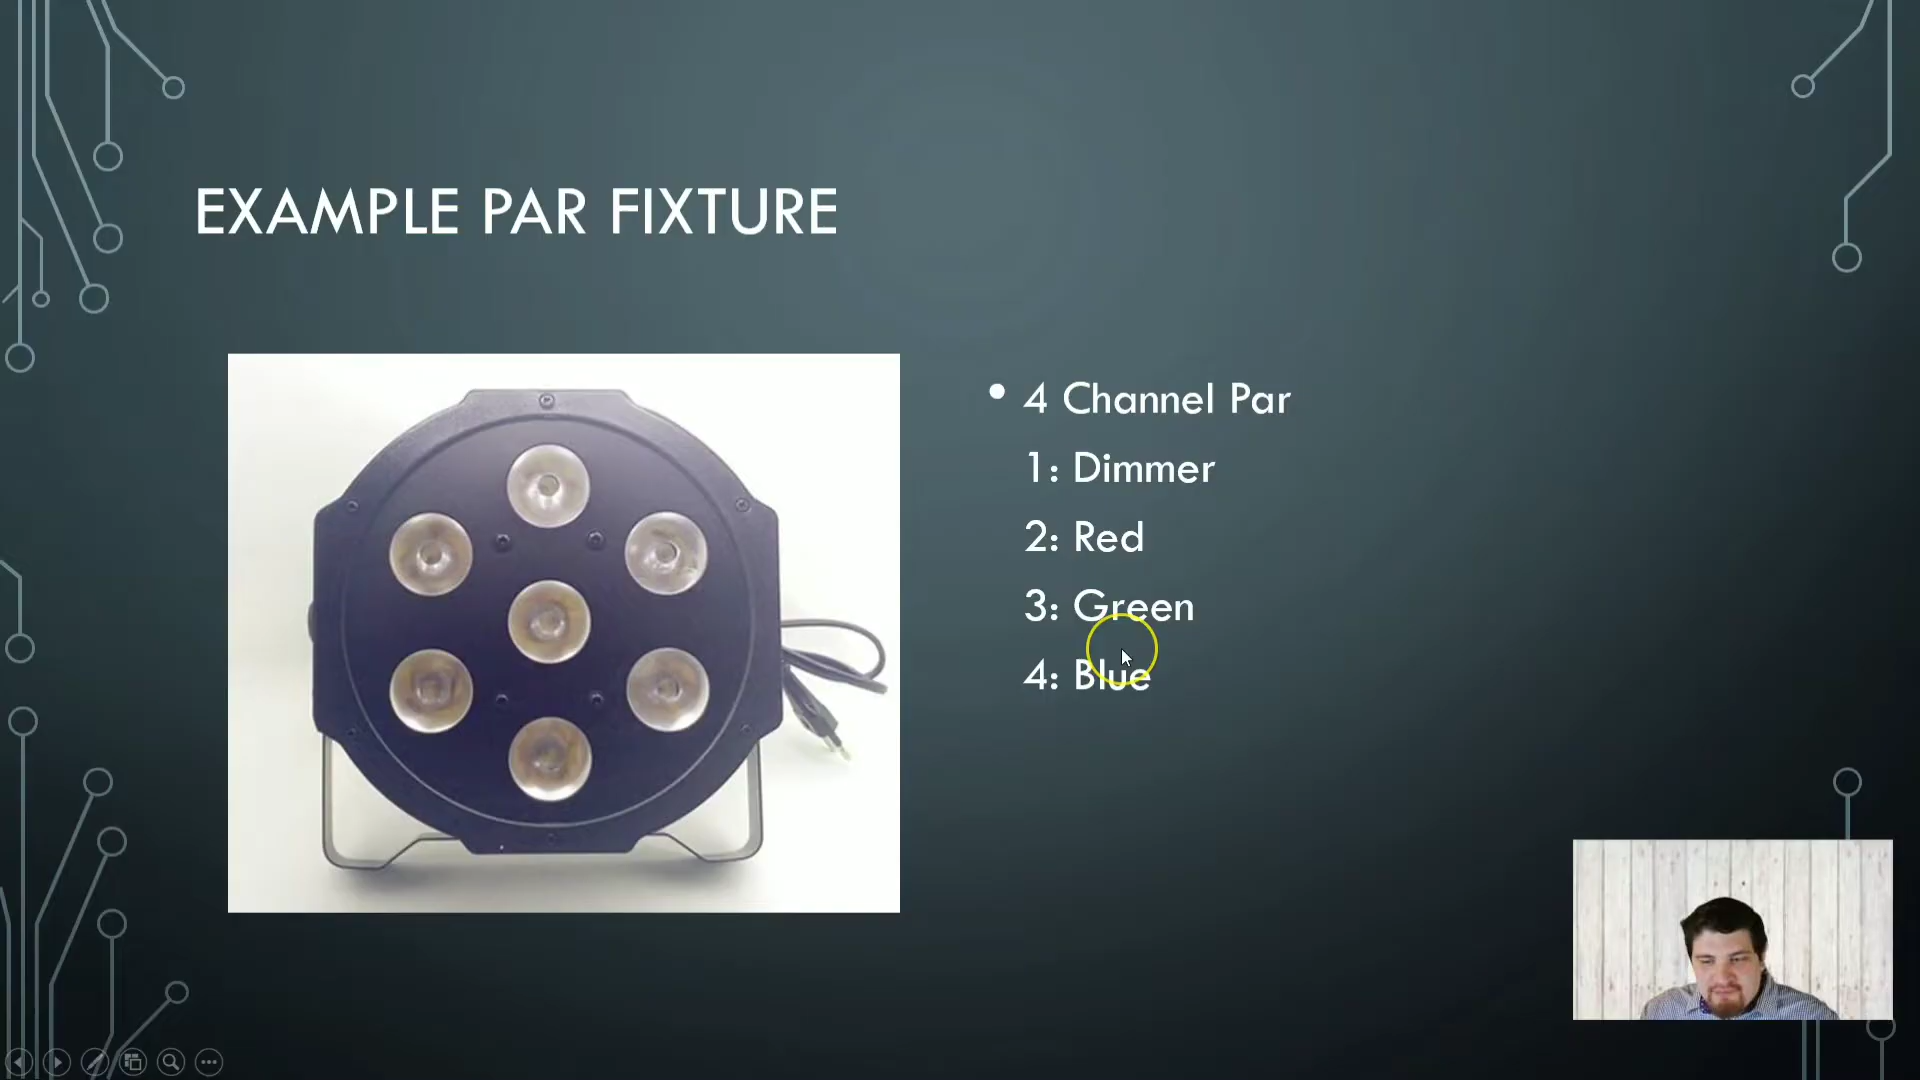 EXAMPLE PAR FIXTURE
• 4 Channel Par
1: Dimmer
2: Red
3: Green
4: Blue